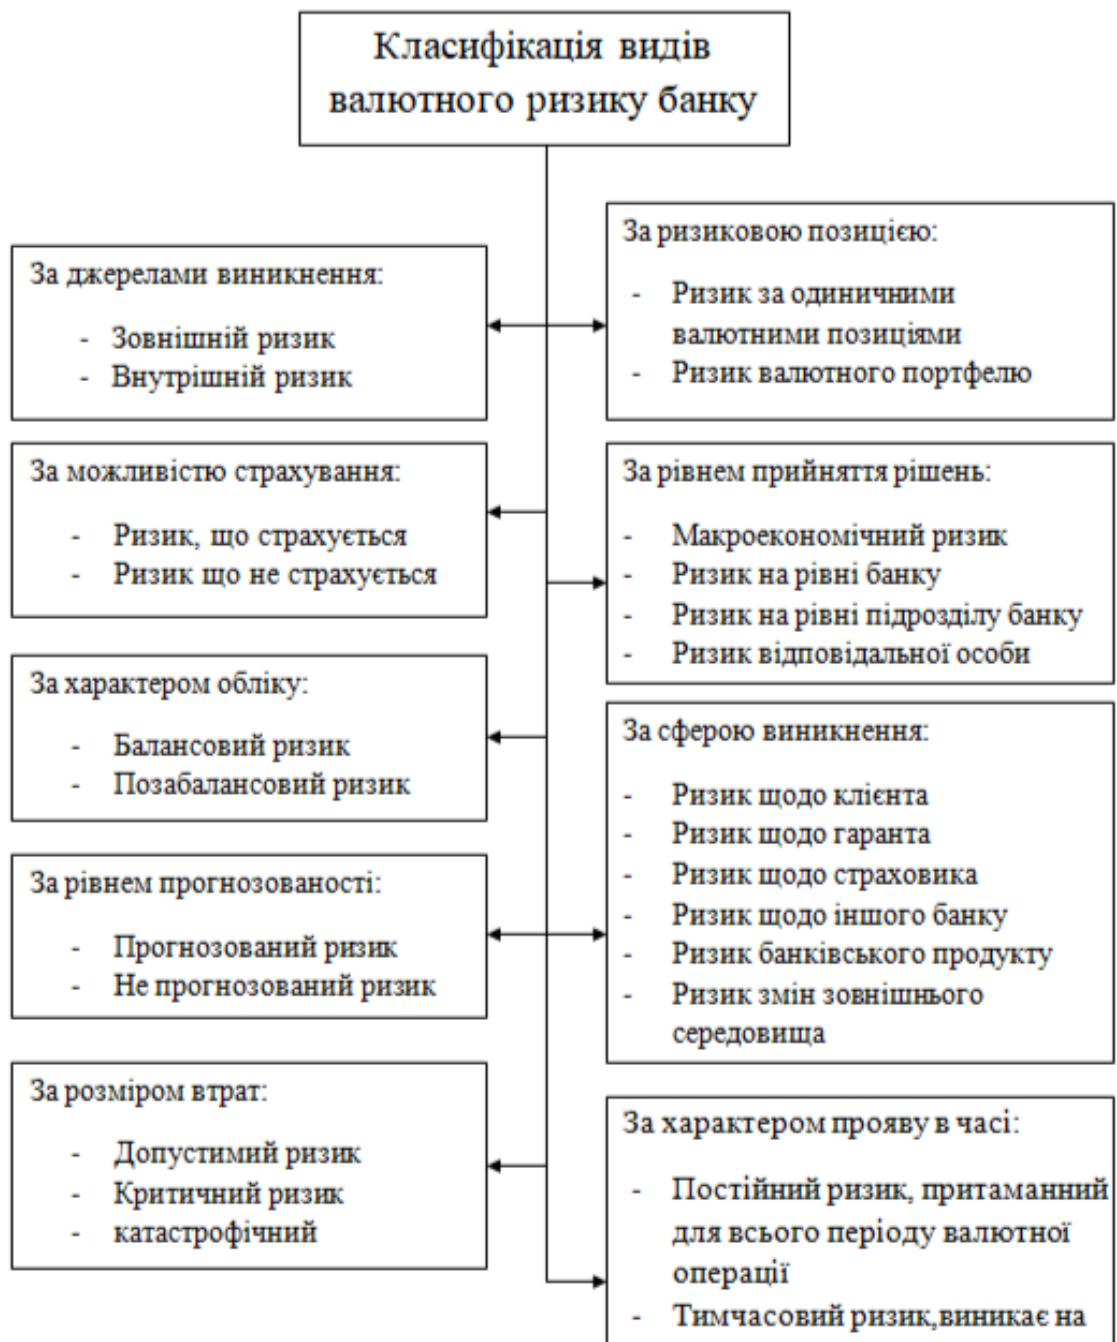 Класифікація видів
валютного ризику банку
За джерелами виникнення:
- Зовнішній ризик
- Внутрішній ризик
За можливістю страхування:
- Ризик, що страхується
- Ризик що не страхується
За характером обліку:
- Балансовий ризик
- Позабалансовий ризик
За рівнем прогнозованості:
- Прогнозований ризик
- Не прогнозований ризик
За розміром втрат:
- Допустимий ризик
- Критичний ризик
- катастрофічний
За ризиковою позицією:
- Ризик за одиничними
валютними позиціями
- Ризик валютного портфелю
За рівнем прийняття рішень:
- Макроекономічний ризик
- Ризик на рівні банку
- Ризик на рівні підрозділу банку
- Ризик відповідальної особи
За сферою виникнення:
- Ризик щодо клієнта
- Ризик щодо гаранта
- Ризик щодо страховика
- Ризик щодо іншого банку
- Ризик банківського продукту
- Ризик змін зовнішнього
середовища
За характером прояву в часі:
- Постійний ризик, притаманний
для всього періоду валютної
операції
- Тимчасовий ризик,виникає на